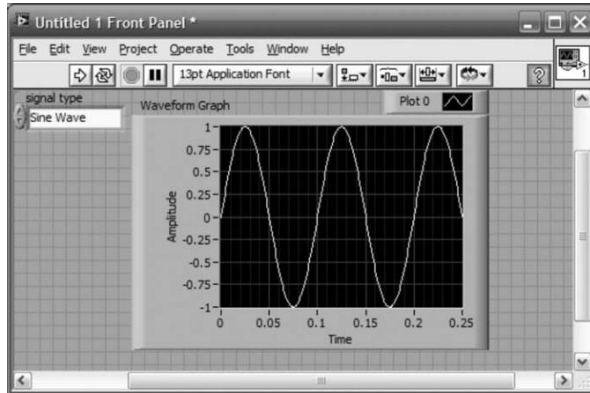 Untitled 1 Front Panel *
File Edit View Project Operate Tools Window Help
13pt Application Font
1
signal type
Sine Wave
Waveform Graph
Plot 0
1
0.75
0.5
0.25
0
-0.25
-0.5
-0.75
-1
Amplitude
0 0.05 0.1 0.15 0.2 0.25
Time